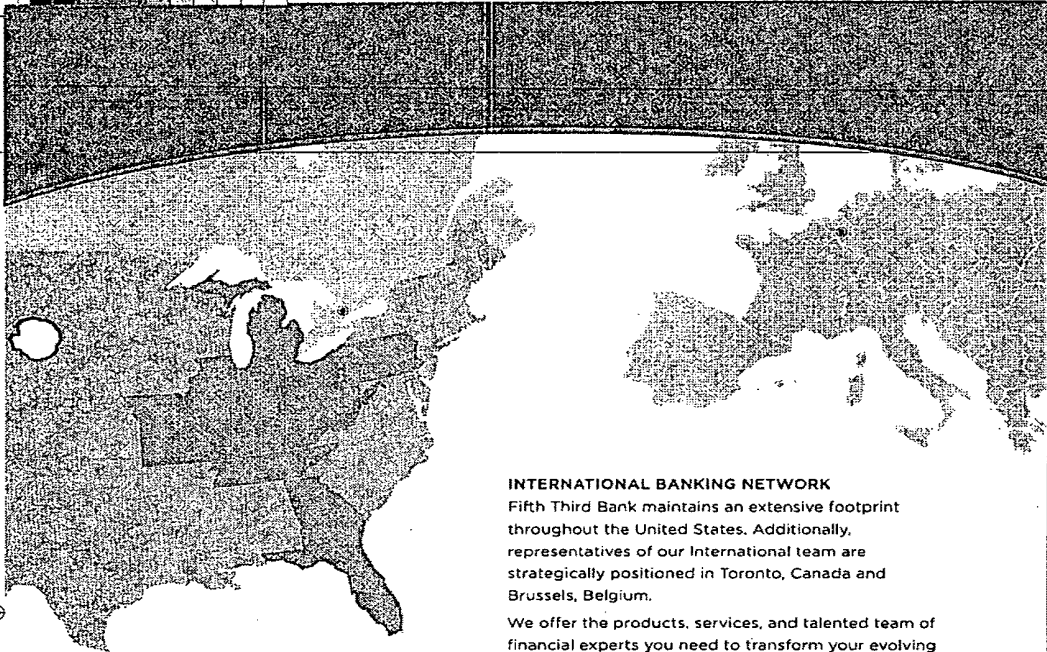 INTERNATIONAL BANKING NETWORK
Fifth Third Bank maintains an extensive footprint
throughout the United States. Additionally,
representatives of our International team are
strategically positioned in Toronto, Canada and
Brussels, Belgium.
We offer the products, services, and talented team of
financial experts you need to transform your evolving